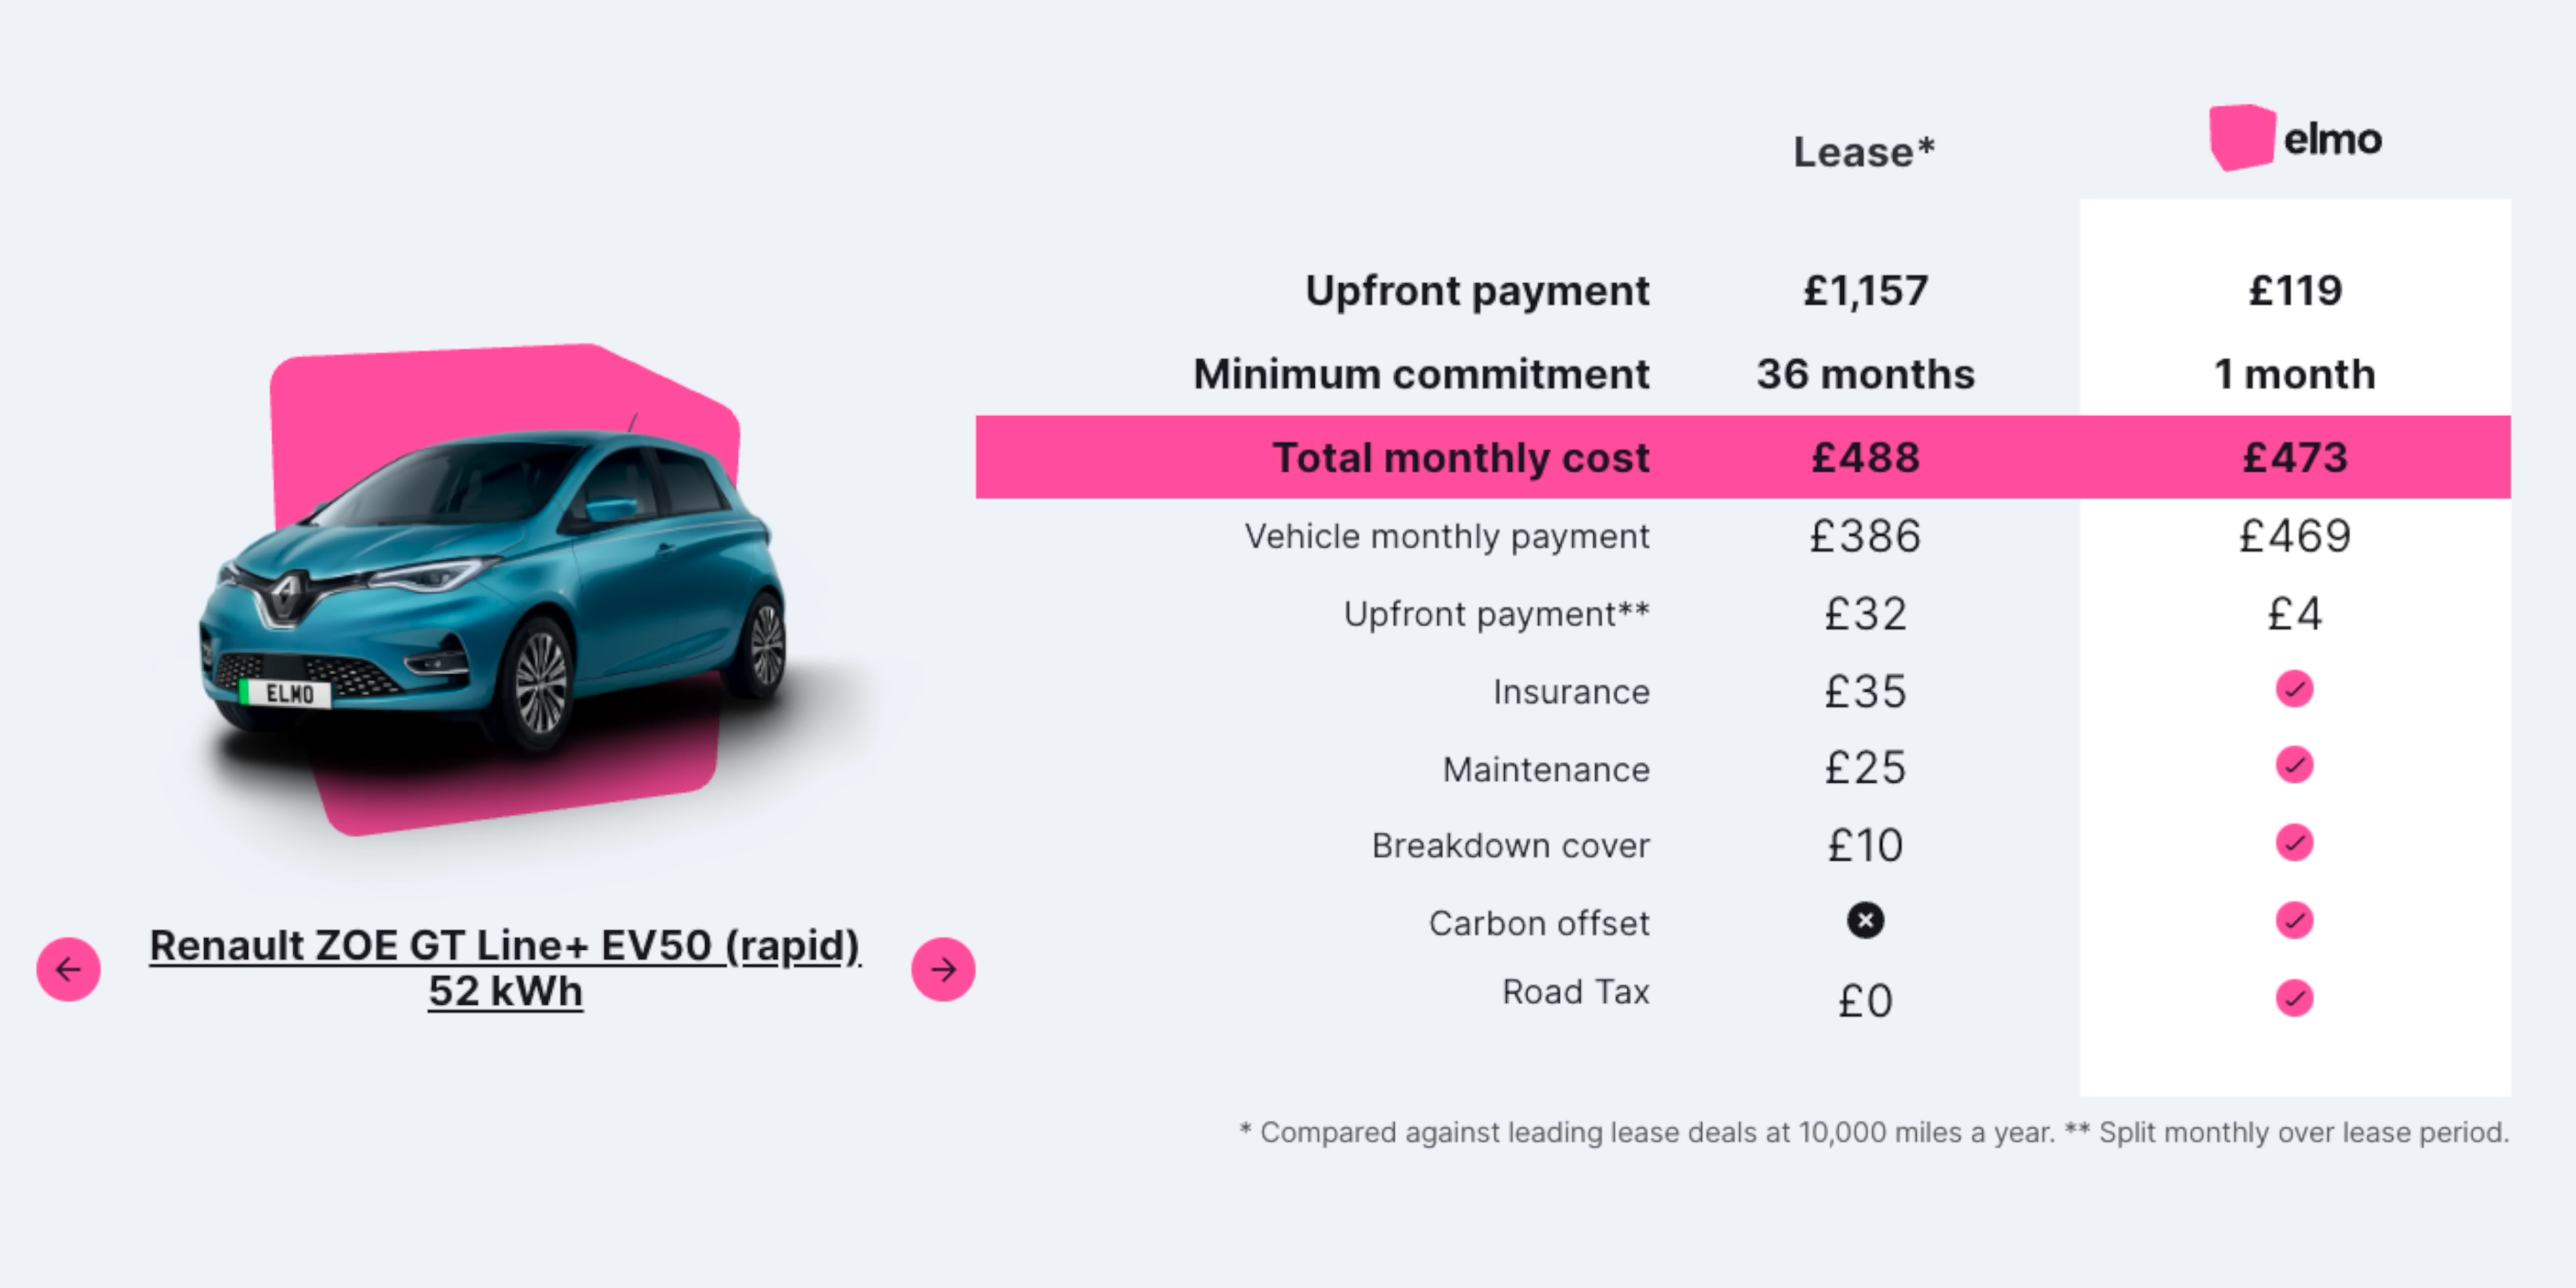 Lease* elmo
Upfront payment £1,157 £119
Minimum commitment 36 months 1 month
Total monthly cost £488 £473
Vehicle monthly payment £386 £469
Upfront payment** £32 £4
Insurance £35
Maintenance £25
Breakdown cover £10
Carbon offset
Road Tax £0
ELMO
Renault ZOE GT Line+ EV50 (rapid)
52 kWh
* Compared against leading lease deals at 10,000 miles a year. ** Split monthly over lease period.